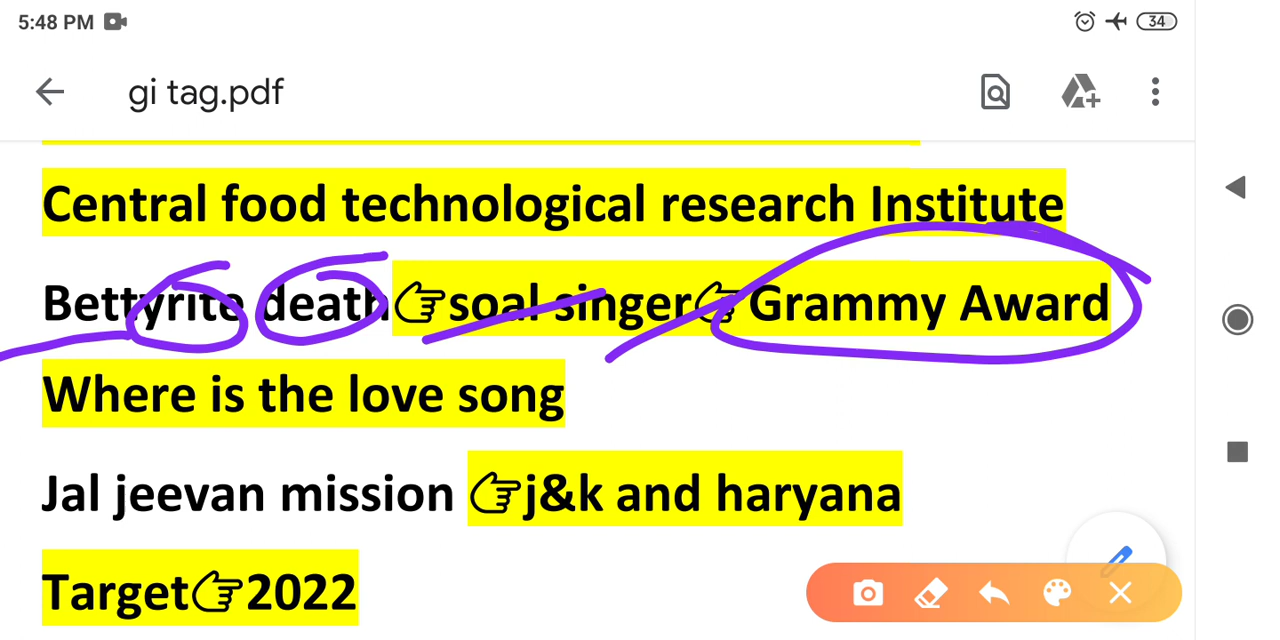 5:48 PM
34
gi tag.pdf
Central food technological research Institute
Bettyrite death👉soal singer👉Grammy Award
Where is the love song
Jal jeevan mission 👉j&k and haryana
Target👉2022